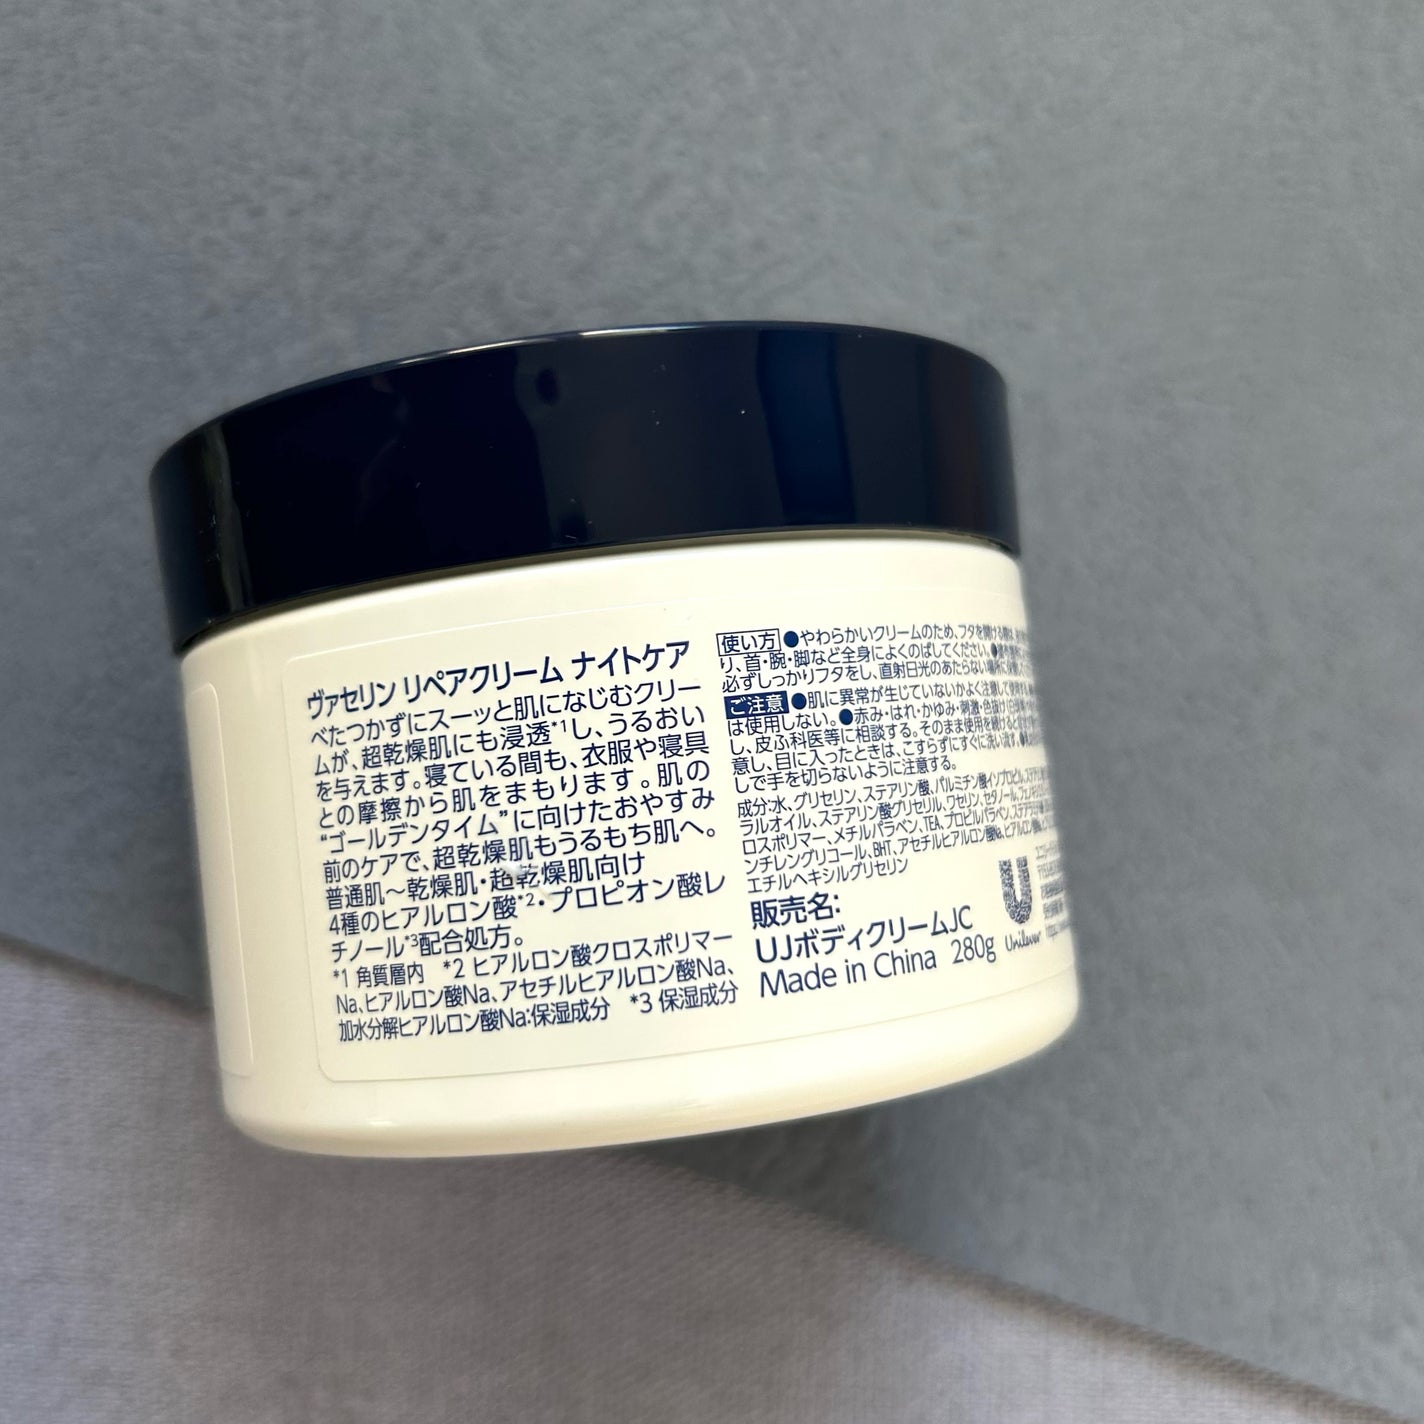 ヴァセリン リペアクリーム ナイトケア
べたつかずにスーッと肌になじむクリー
ムが、超乾燥肌にも浸透*1し、うるおい
を与えます。寝ている間も、衣服や寝具
との摩擦から肌をまもります。肌の
“ゴールデンタイム”に向けたおやすみ
前のケアで、超乾燥肌もうるもち肌へ。
普通肌～乾燥肌・超乾燥肌向け
4種のヒアルロン酸*2・プロピオン酸レ
チノール*3配合処方。
*1 角質層内 *2 ヒアルロン酸クロスポリマー
Na、ヒアルロン酸Na、アセチルヒアルロン酸Na、
加水分解ヒアルロン酸Na:保湿成分 *3 保湿成分
使い方 ●やわらかいクリームのため、フタを開ける際は、
り、首・腕・脚など全身によくのばしてください。
必ずしっかりフタをし、直射日光のあたらない場所に
ご注意 ●肌に異常が生じていないかよく注意して使用する。
は使用しない。●赤み・はれ・かゆみ・刺激・色抜け
し、皮ふ科医等に相談する。そのまま使用を続けると
意し、目に入ったときは、こすらずにすぐに洗い流す。
しで手を切らないように注意する。
成分:水、グリセリン、ステアリン酸、パルミチン酸イソプロピル、
ラルオイル、ステアリン酸グリセリル、ワセリン、セタノール、
ロスポリマー、メチルパラベン、TEA、プロピルパラベン、
ンチレングリコール、BHT、アセチルヒアルロン酸Na、ヒアルロン酸
エチルヘキシルグリセリン
販売名:
UJボディクリームJC
Made in China 280g
Unilever